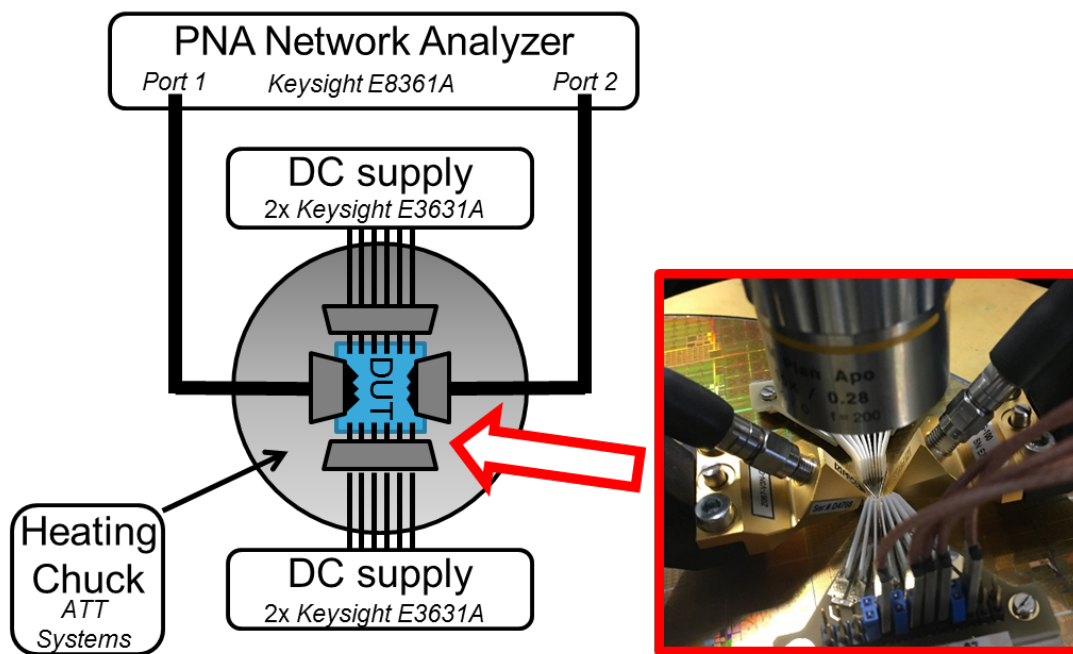 PNA Network Analyzer
Port 1
Keysight E8361A
Port 2
DC supply
2x Keysight E3631A
DUT
Heating
Chuck
ATT
Systems
DC supply
2x Keysight E3631A
Plan Apo
0.28
f=200